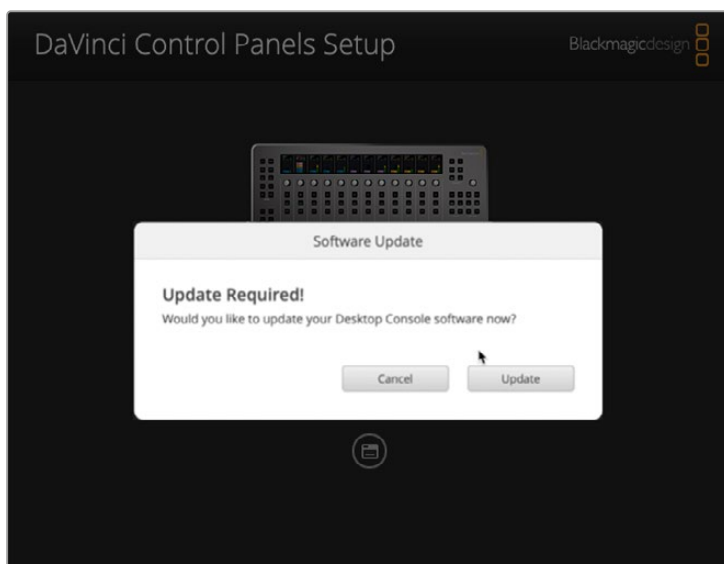 DaVinci Control Panels Setup
Blackmagicdesign
Software Update
Update Required!
Would you like to update your Desktop Console software now?
Cancel
Update